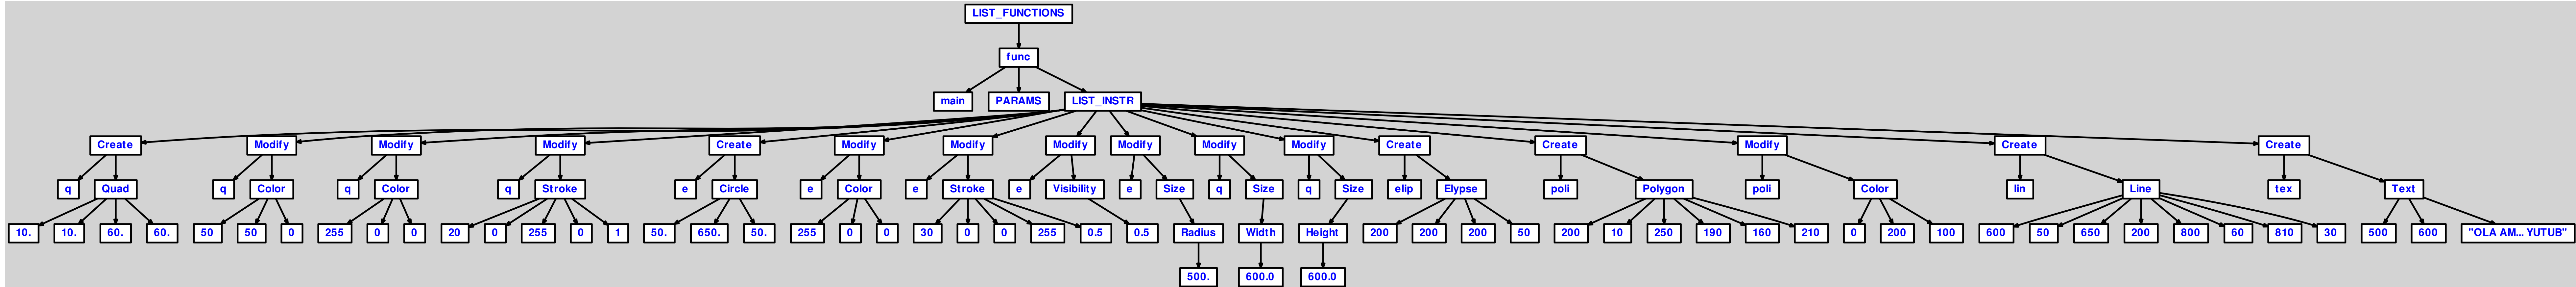 LIST_FUNCTIONS
func
main PARAMS LIST_INSTR
Create Modify Modify Modify Create Modify Modify Modify Modify Modify Modify Create Create Modify Create Create
q Quad q Color q Color q Stroke e Circle e Color e Stroke e Visibility e Size q Size q Size elip Elypse poli Polygon poli Color lin Line tex Text
10. 10. 60. 60. 50 50 0 255 0 0 20 0 255 0 1 50. 650. 50. 255 0 0 30 0 0 255 0.5 0.5 Radius Width Height 200 200 200 50 200 10 250 190 160 210 0 200 100 600 50 650 200 800 60 810 30 500 600 "OLA AM... YUTUB"
500. 600.0 600.0